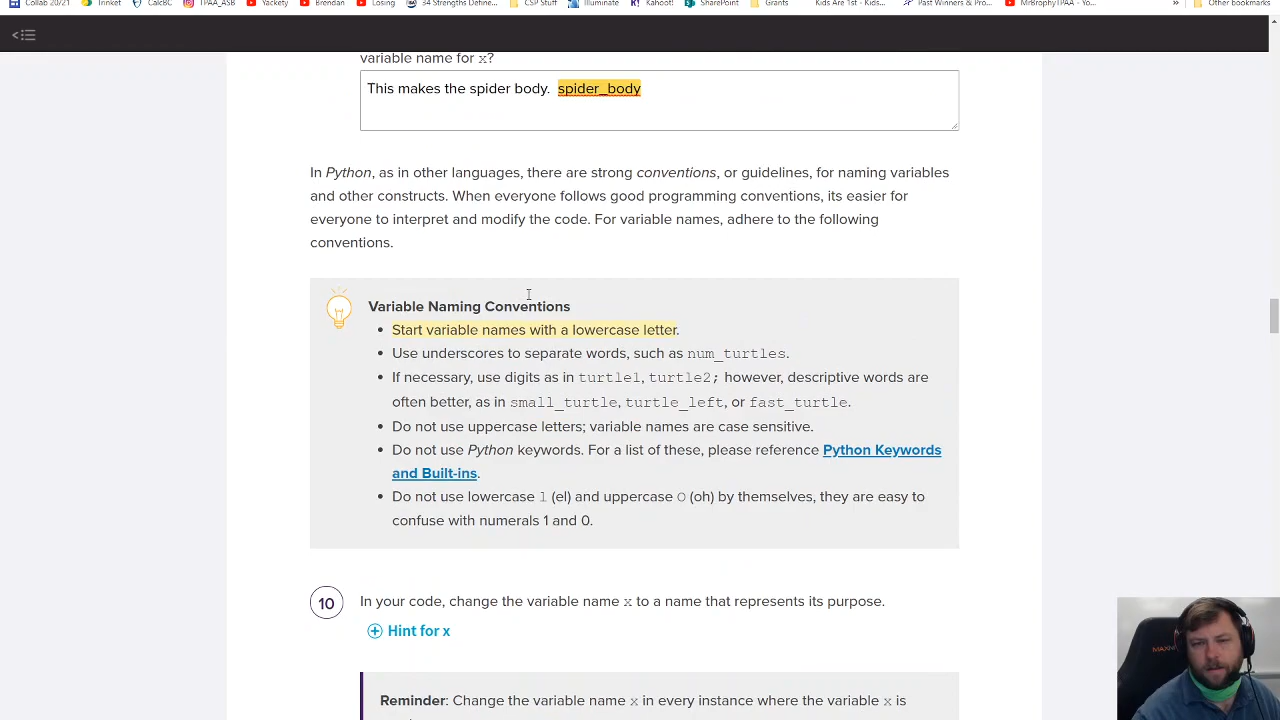 Collab 20/21 Trinket CalcBC TPAA_ASB Yackety Brendan Losing 34 Strengths Define... CSP Stuff Illuminate Kahoot! SharePoint Grants Kids Are 1st - Kids... Past Winners & Pro... MrBrophyTPAA - Yo... » Other bookmarks
variable name for x?
This makes the spider body. spider_body
In Python, as in other languages, there are strong conventions, or guidelines, for naming variables
and other constructs. When everyone follows good programming conventions, its easier for
everyone to interpret and modify the code. For variable names, adhere to the following
conventions.
Variable Naming Conventions
• Start variable names with a lowercase letter.
• Use underscores to separate words, such as num_turtles.
• If necessary, use digits as in turtle1, turtle2; however, descriptive words are
often better, as in small_turtle, turtle_left, or fast_turtle.
• Do not use uppercase letters; variable names are case sensitive.
• Do not use Python keywords. For a list of these, please reference Python Keywords
and Built-ins.
• Do not use lowercase l (el) and uppercase O (oh) by themselves, they are easy to
confuse with numerals 1 and 0.
10 In your code, change the variable name x to a name that represents its purpose.
Hint for x
Reminder: Change the variable name x in every instance where the variable x is